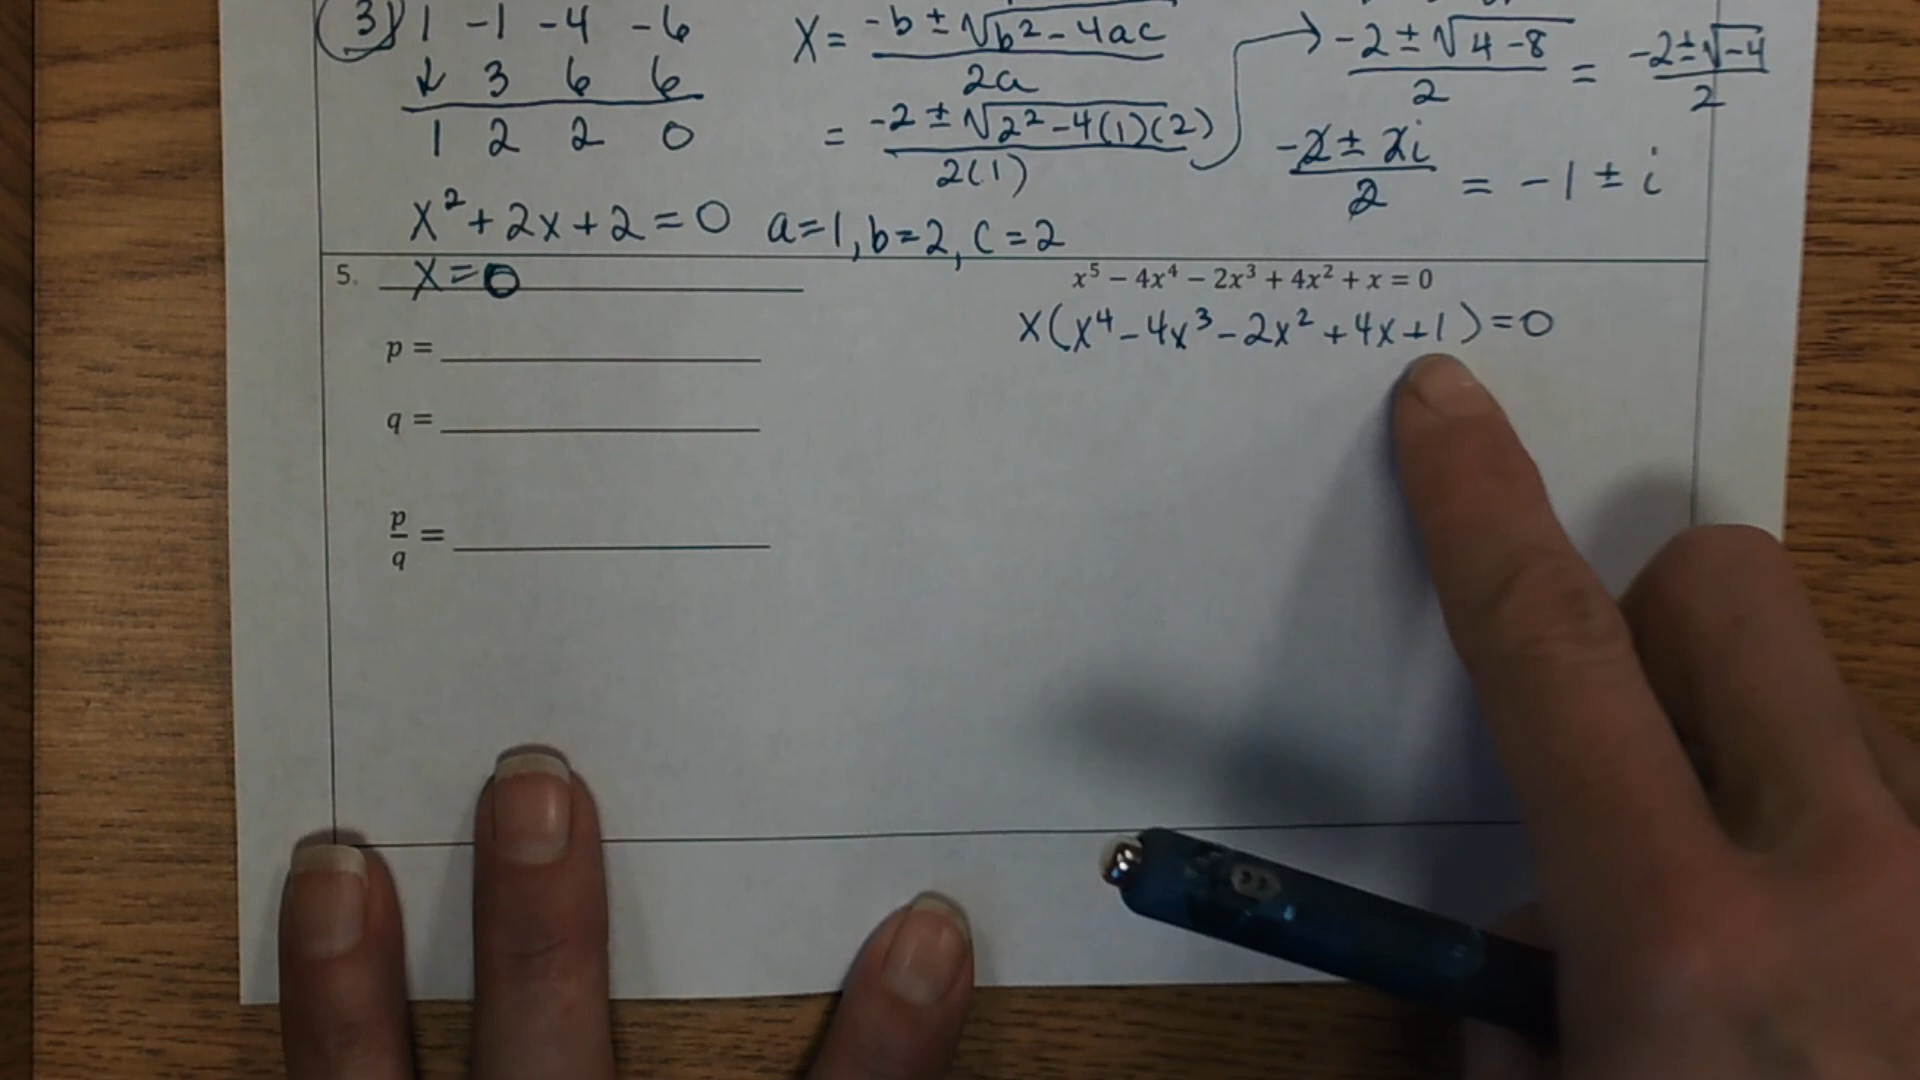 3) 1 -1 -4 -6
↓ 3 6 6
1 2 2 0
x² + 2x + 2 = 0 a = 1, b = 2, c = 2
x = (-b ± √(b² - 4ac)) / 2a
= (-2 ± √(2² - 4(1)(2))) / 2(1)
→ (-2 ± √(4 - 8)) / 2 = (-2 ± √-4) / 2
(-2 ± 2i) / 2 = -1 ± i
5. x = 0
x⁵ − 4x⁴ − 2x³ + 4x² + x = 0
x(x⁴ - 4x³ - 2x² + 4x + 1) = 0
p =
q =
p/q =